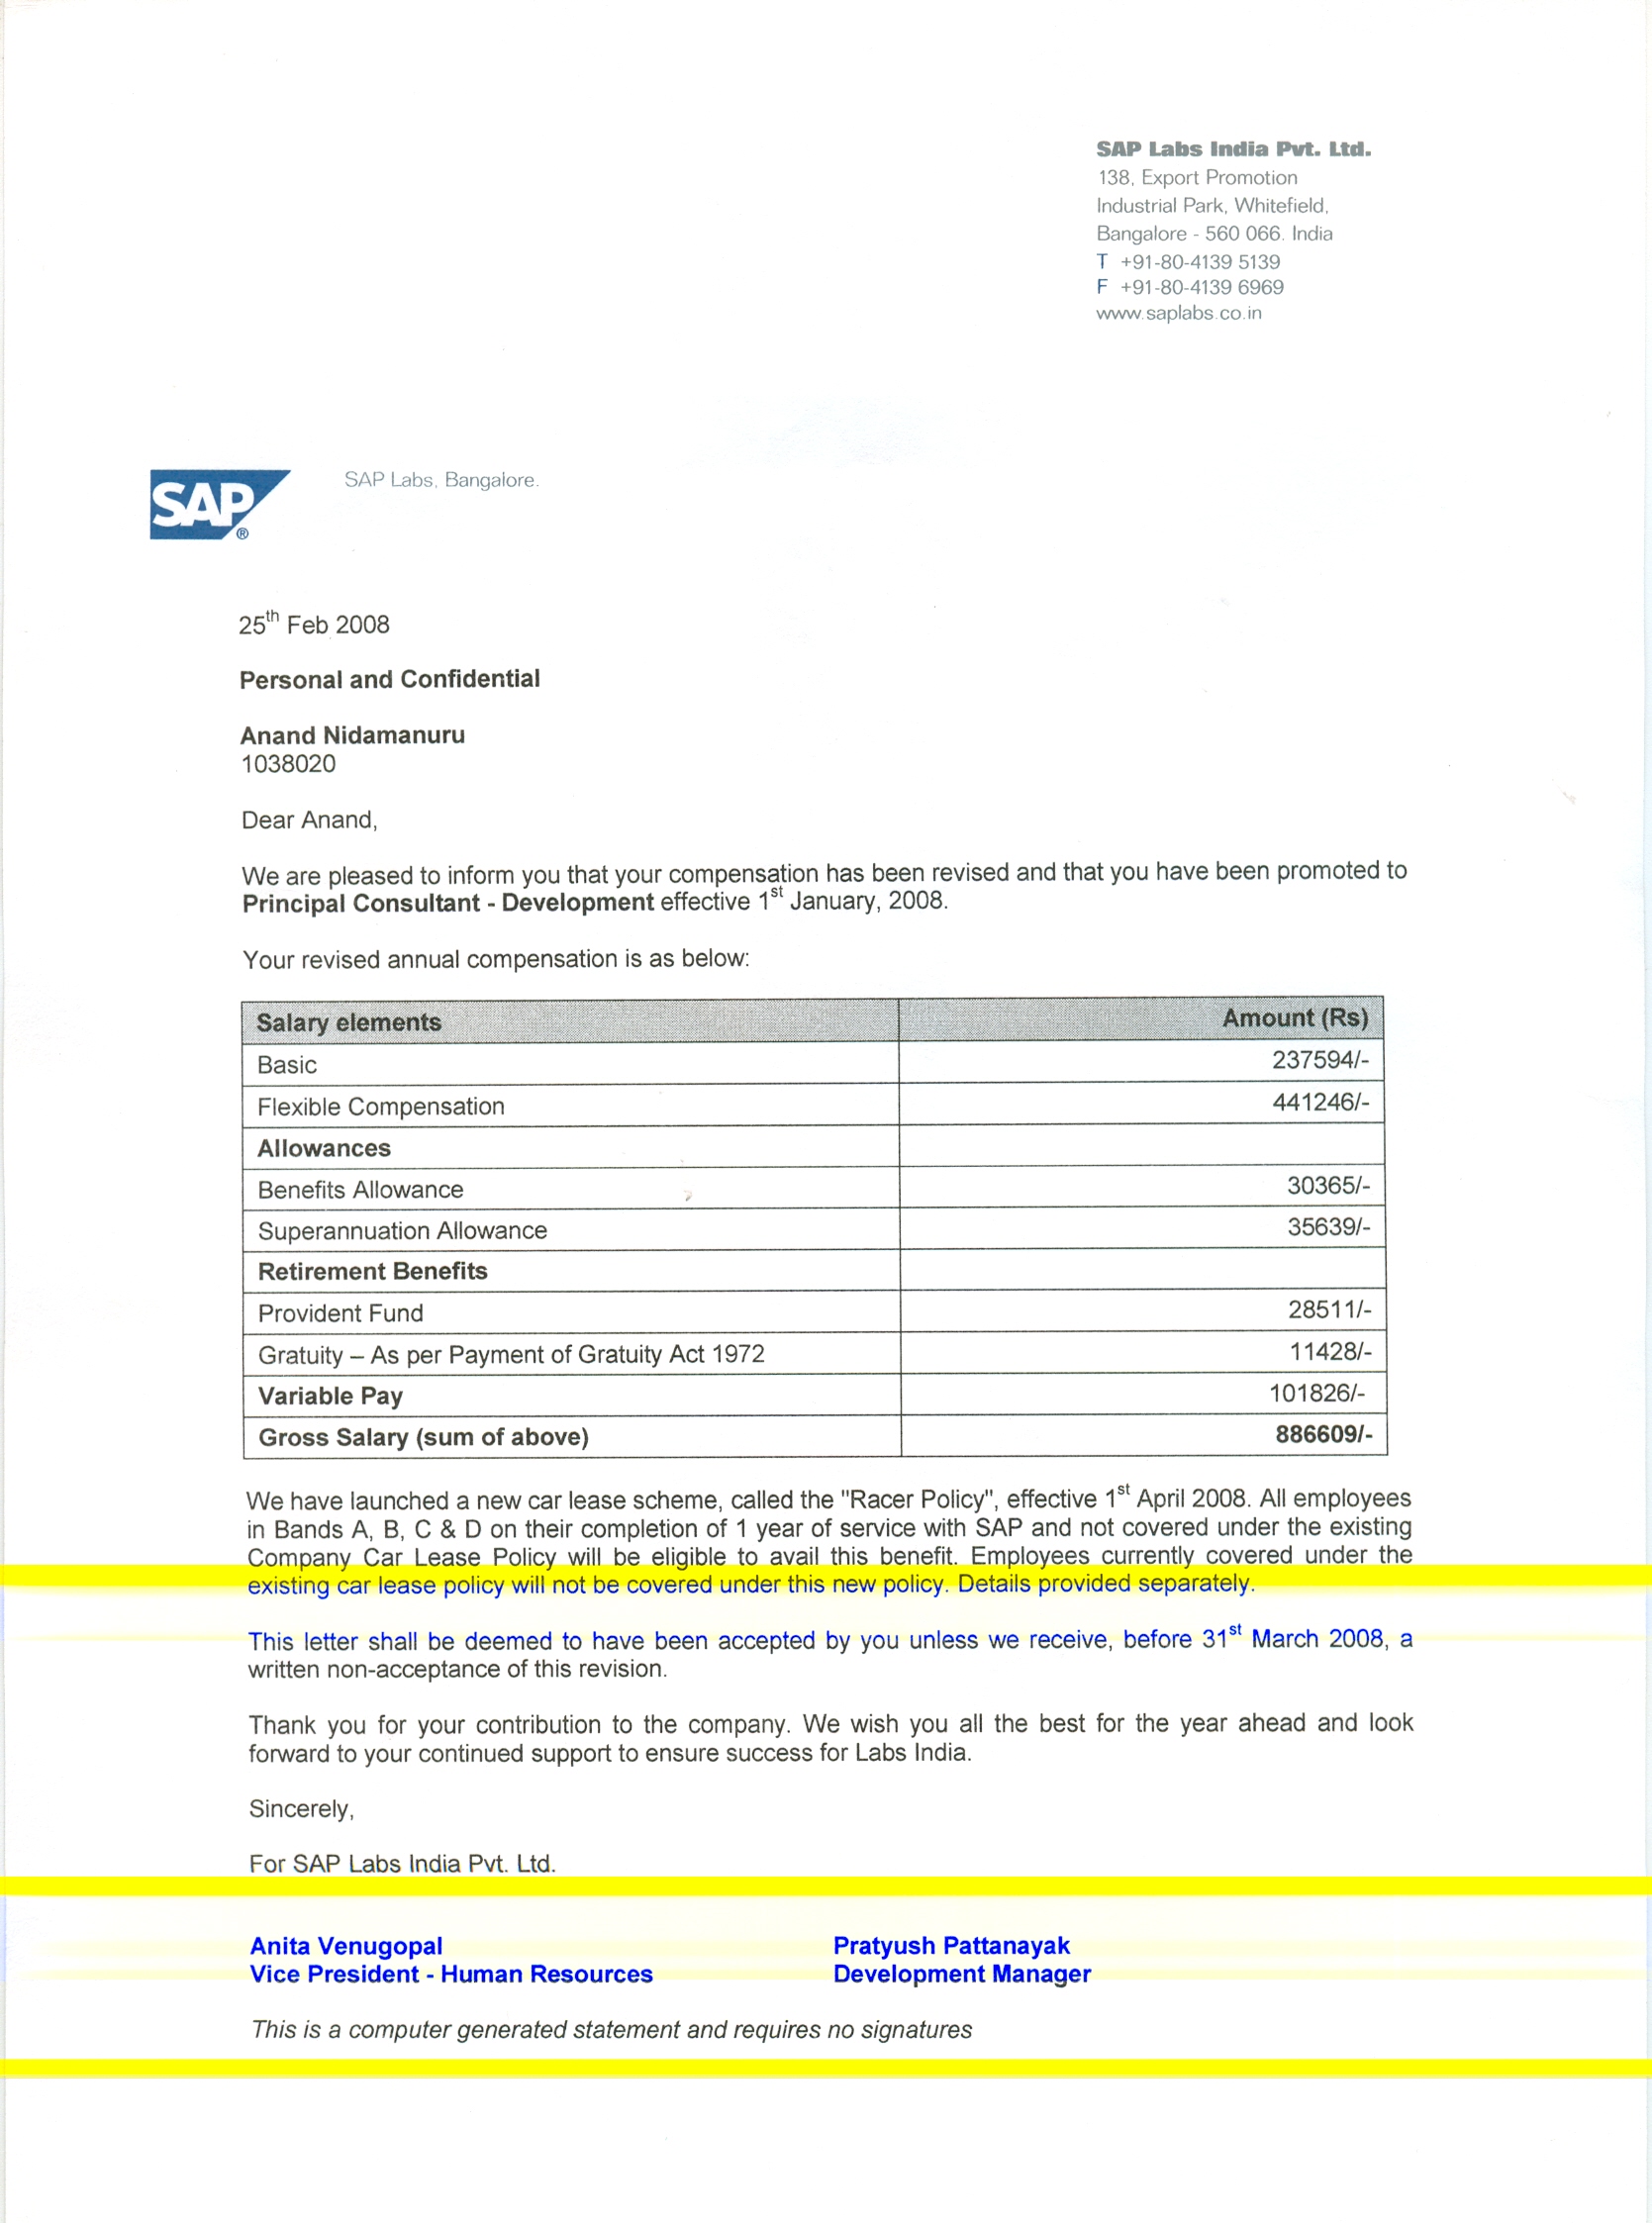 SAP Labs India Pvt. Ltd.
138, Export Promotion
Industrial Park, Whitefield,
Bangalore - 560 066. India
T +91-80-4139 5139
F +91-80-4139 6969
www.saplabs.co.in
SAP®
SAP Labs, Bangalore.
25th Feb 2008
Personal and Confidential
Anand Nidamanuru
1038020
Dear Anand,
We are pleased to inform you that your compensation has been revised and that you have been promoted to
Principal Consultant - Development effective 1st January, 2008.
Your revised annual compensation is as below:
Salary elements Amount (Rs)
Basic 237594/-
Flexible Compensation 441246/-
Allowances
Benefits Allowance 30365/-
Superannuation Allowance 35639/-
Retirement Benefits
Provident Fund 28511/-
Gratuity – As per Payment of Gratuity Act 1972 11428/-
Variable Pay 101826/-
Gross Salary (sum of above) 886609/-
We have launched a new car lease scheme, called the "Racer Policy", effective 1st April 2008. All employees
in Bands A, B, C & D on their completion of 1 year of service with SAP and not covered under the existing
Company Car Lease Policy will be eligible to avail this benefit. Employees currently covered under the
existing car lease policy will not be covered under this new policy. Details provided separately.
This letter shall be deemed to have been accepted by you unless we receive, before 31st March 2008, a
written non-acceptance of this revision.
Thank you for your contribution to the company. We wish you all the best for the year ahead and look
forward to your continued support to ensure success for Labs India.
Sincerely,
For SAP Labs India Pvt. Ltd.
Anita Venugopal Pratyush Pattanayak
Vice President - Human Resources Development Manager
This is a computer generated statement and requires no signatures